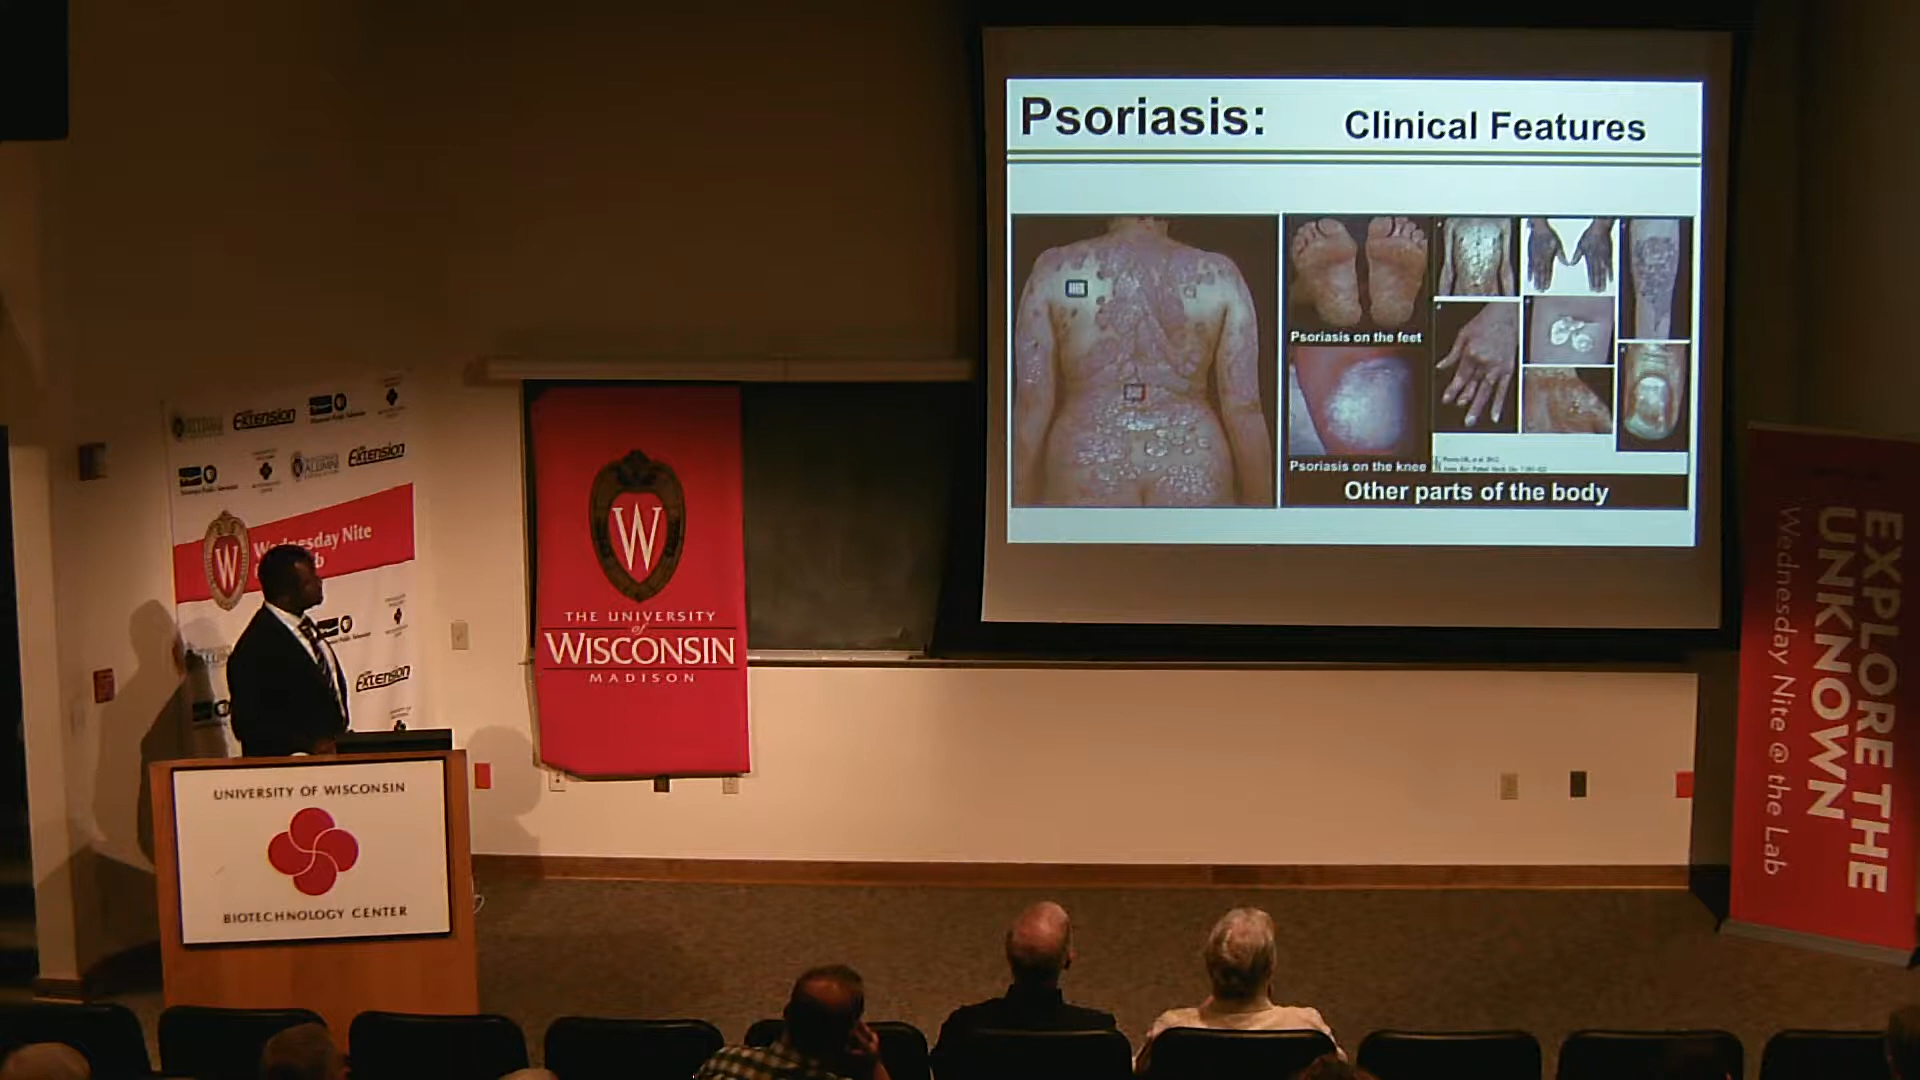 Psoriasis: Clinical Features
Psoriasis on the feet
Psoriasis on the knee
Other parts of the body
Extension
Extension
ALUMNI
Wednesday Nite
W
W
THE UNIVERSITY
of
WISCONSIN
MADISON
Extension
UNIVERSITY OF WISCONSIN
BIOTECHNOLOGY CENTER
EXPLORE THE
UNKNOWN
Wednesday Nite @ the Lab